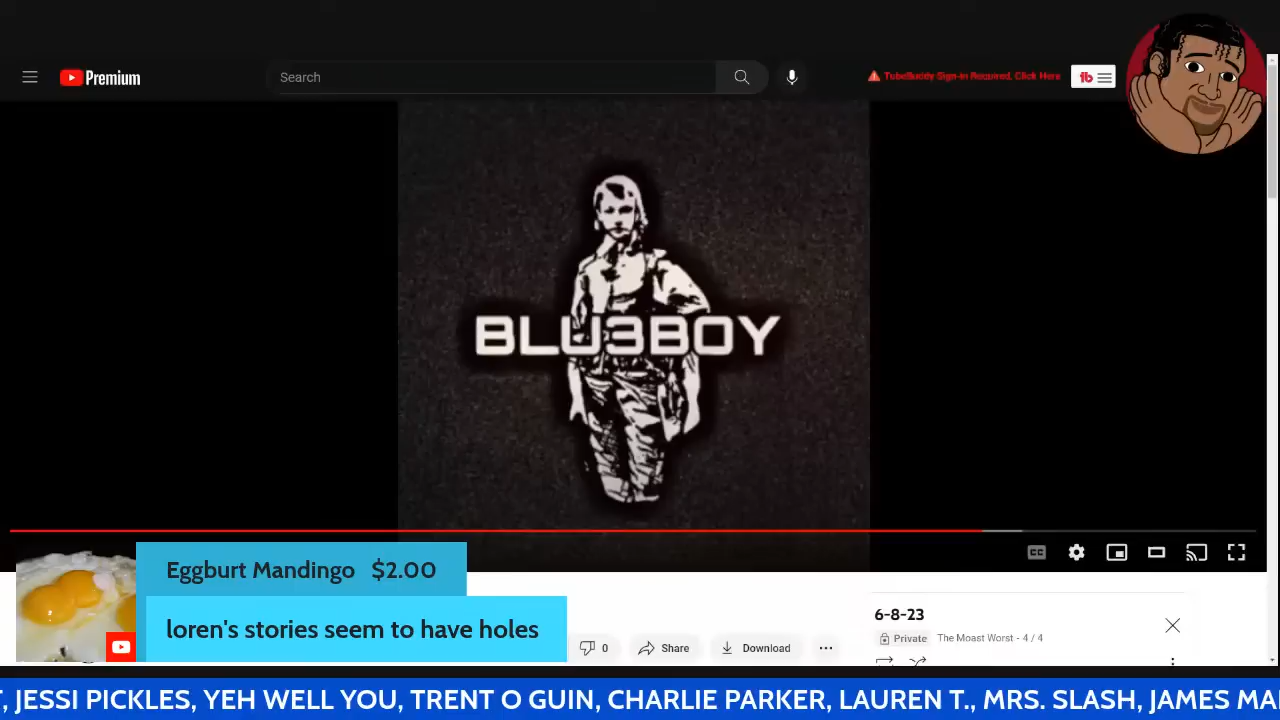 Premium
Search
TubeBuddy Sign-in Required, Click Here
tb
BLU3BOY
CC
Eggburt Mandingo $2.00
loren's stories seem to have holes
0
Share
Download
6-8-23
Private The Moast Worst - 4 / 4
, JESSI PICKLES, YEH WELL YOU, TRENT O GUIN, CHARLIE PARKER, LAUREN T., MRS. SLASH, JAMES MA